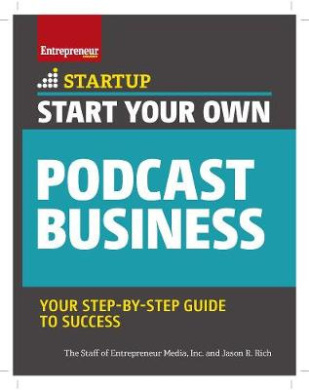 Entrepreneur
STARTUP
START YOUR OWN
PODCAST
BUSINESS
YOUR STEP-BY-STEP GUIDE
TO SUCCESS
The Staff of Entrepreneur Media, Inc. and Jason R. Rich